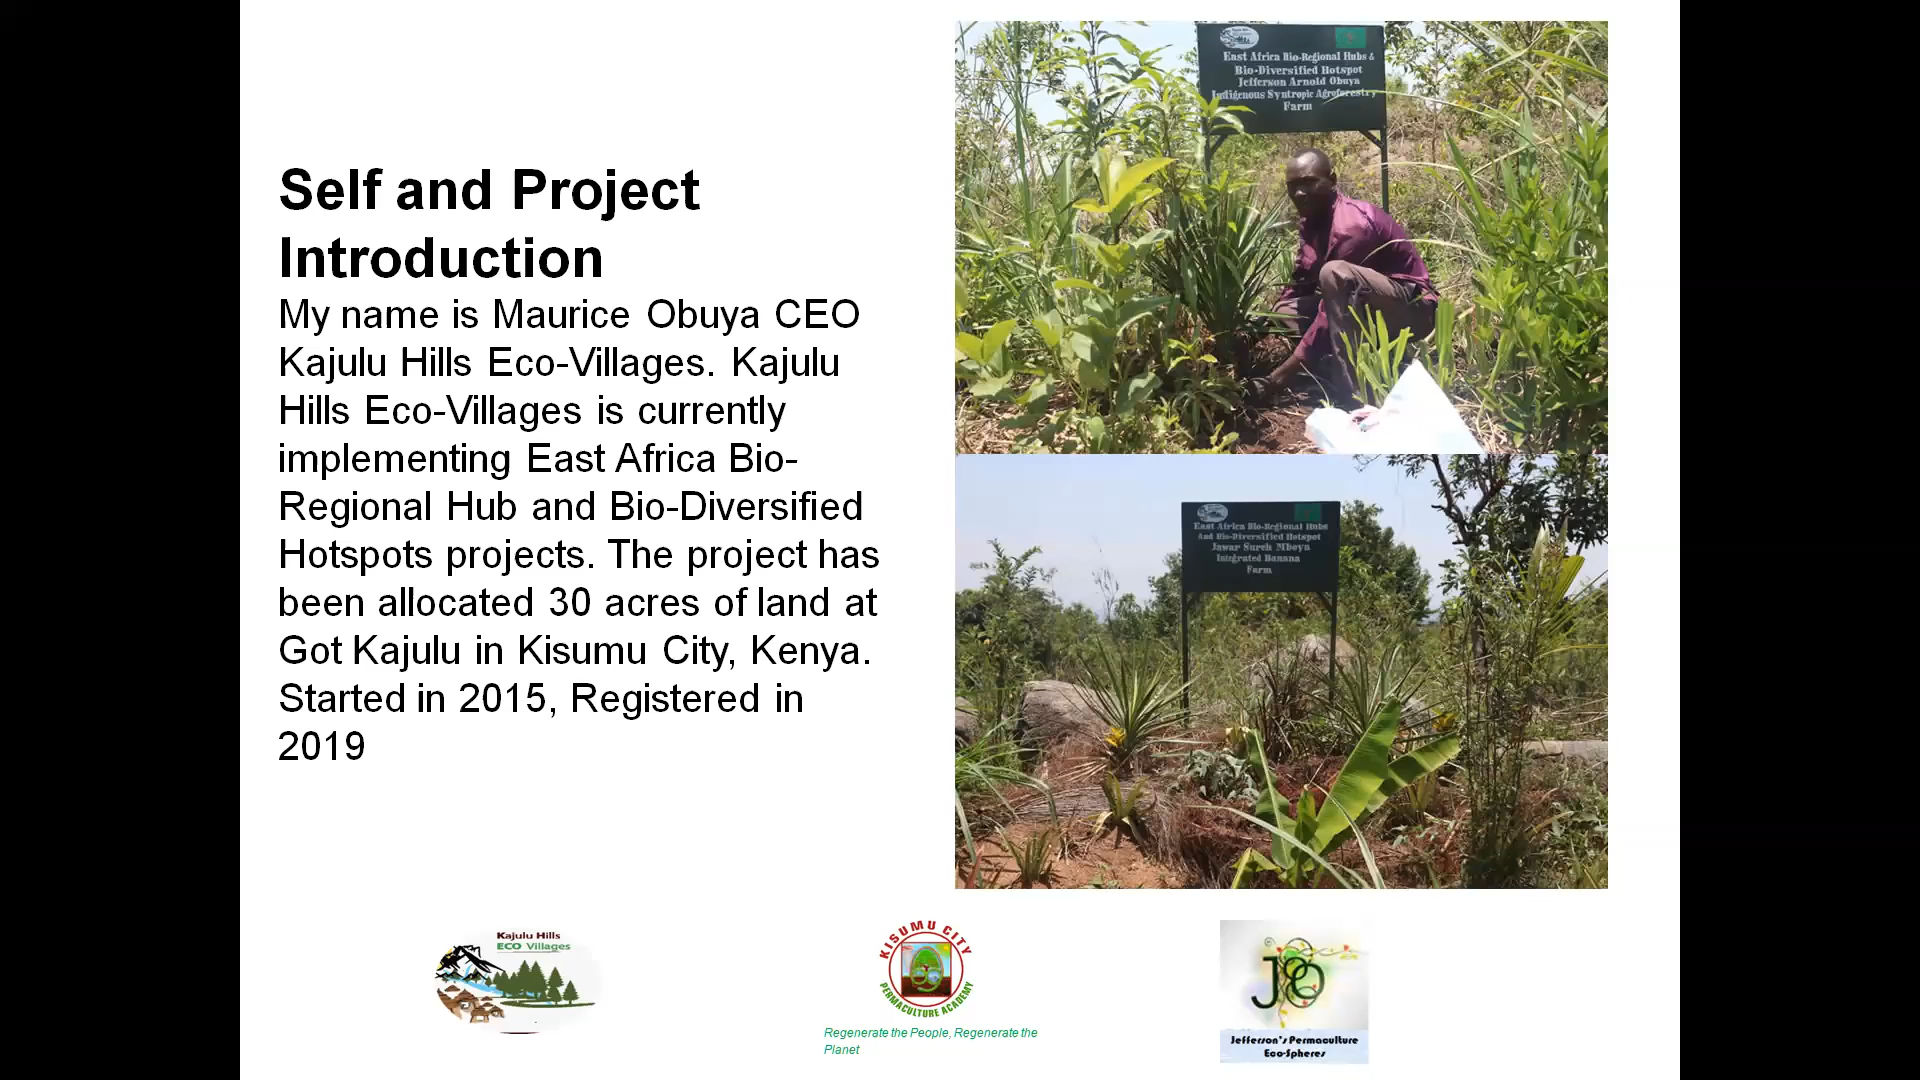 Self and Project
Introduction
My name is Maurice Obuya CEO
Kajulu Hills Eco-Villages. Kajulu
Hills Eco-Villages is currently
implementing East Africa Bio-
Regional Hub and Bio-Diversified
Hotspots projects. The project has
been allocated 30 acres of land at
Got Kajulu in Kisumu City, Kenya.
Started in 2015, Registered in
2019
East Africa Bio-Regional Hubs &
Bio-Diversified Hotspot
Jefferson Arnold Obuya
Indigenous Syntropic Agroforestry
Farm
East Africa Bio-Regional Hubs
And Bio-Diversified Hotspot
Jawar Mboya
Integrated Banana
Farm
Kajulu Hills
ECO Villages
KISUMU CITY
PERMACULTURE ACADEMY
Regenerate the People, Regenerate the
Planet
JO
Jefferson's Permaculture
Eco-Spheres